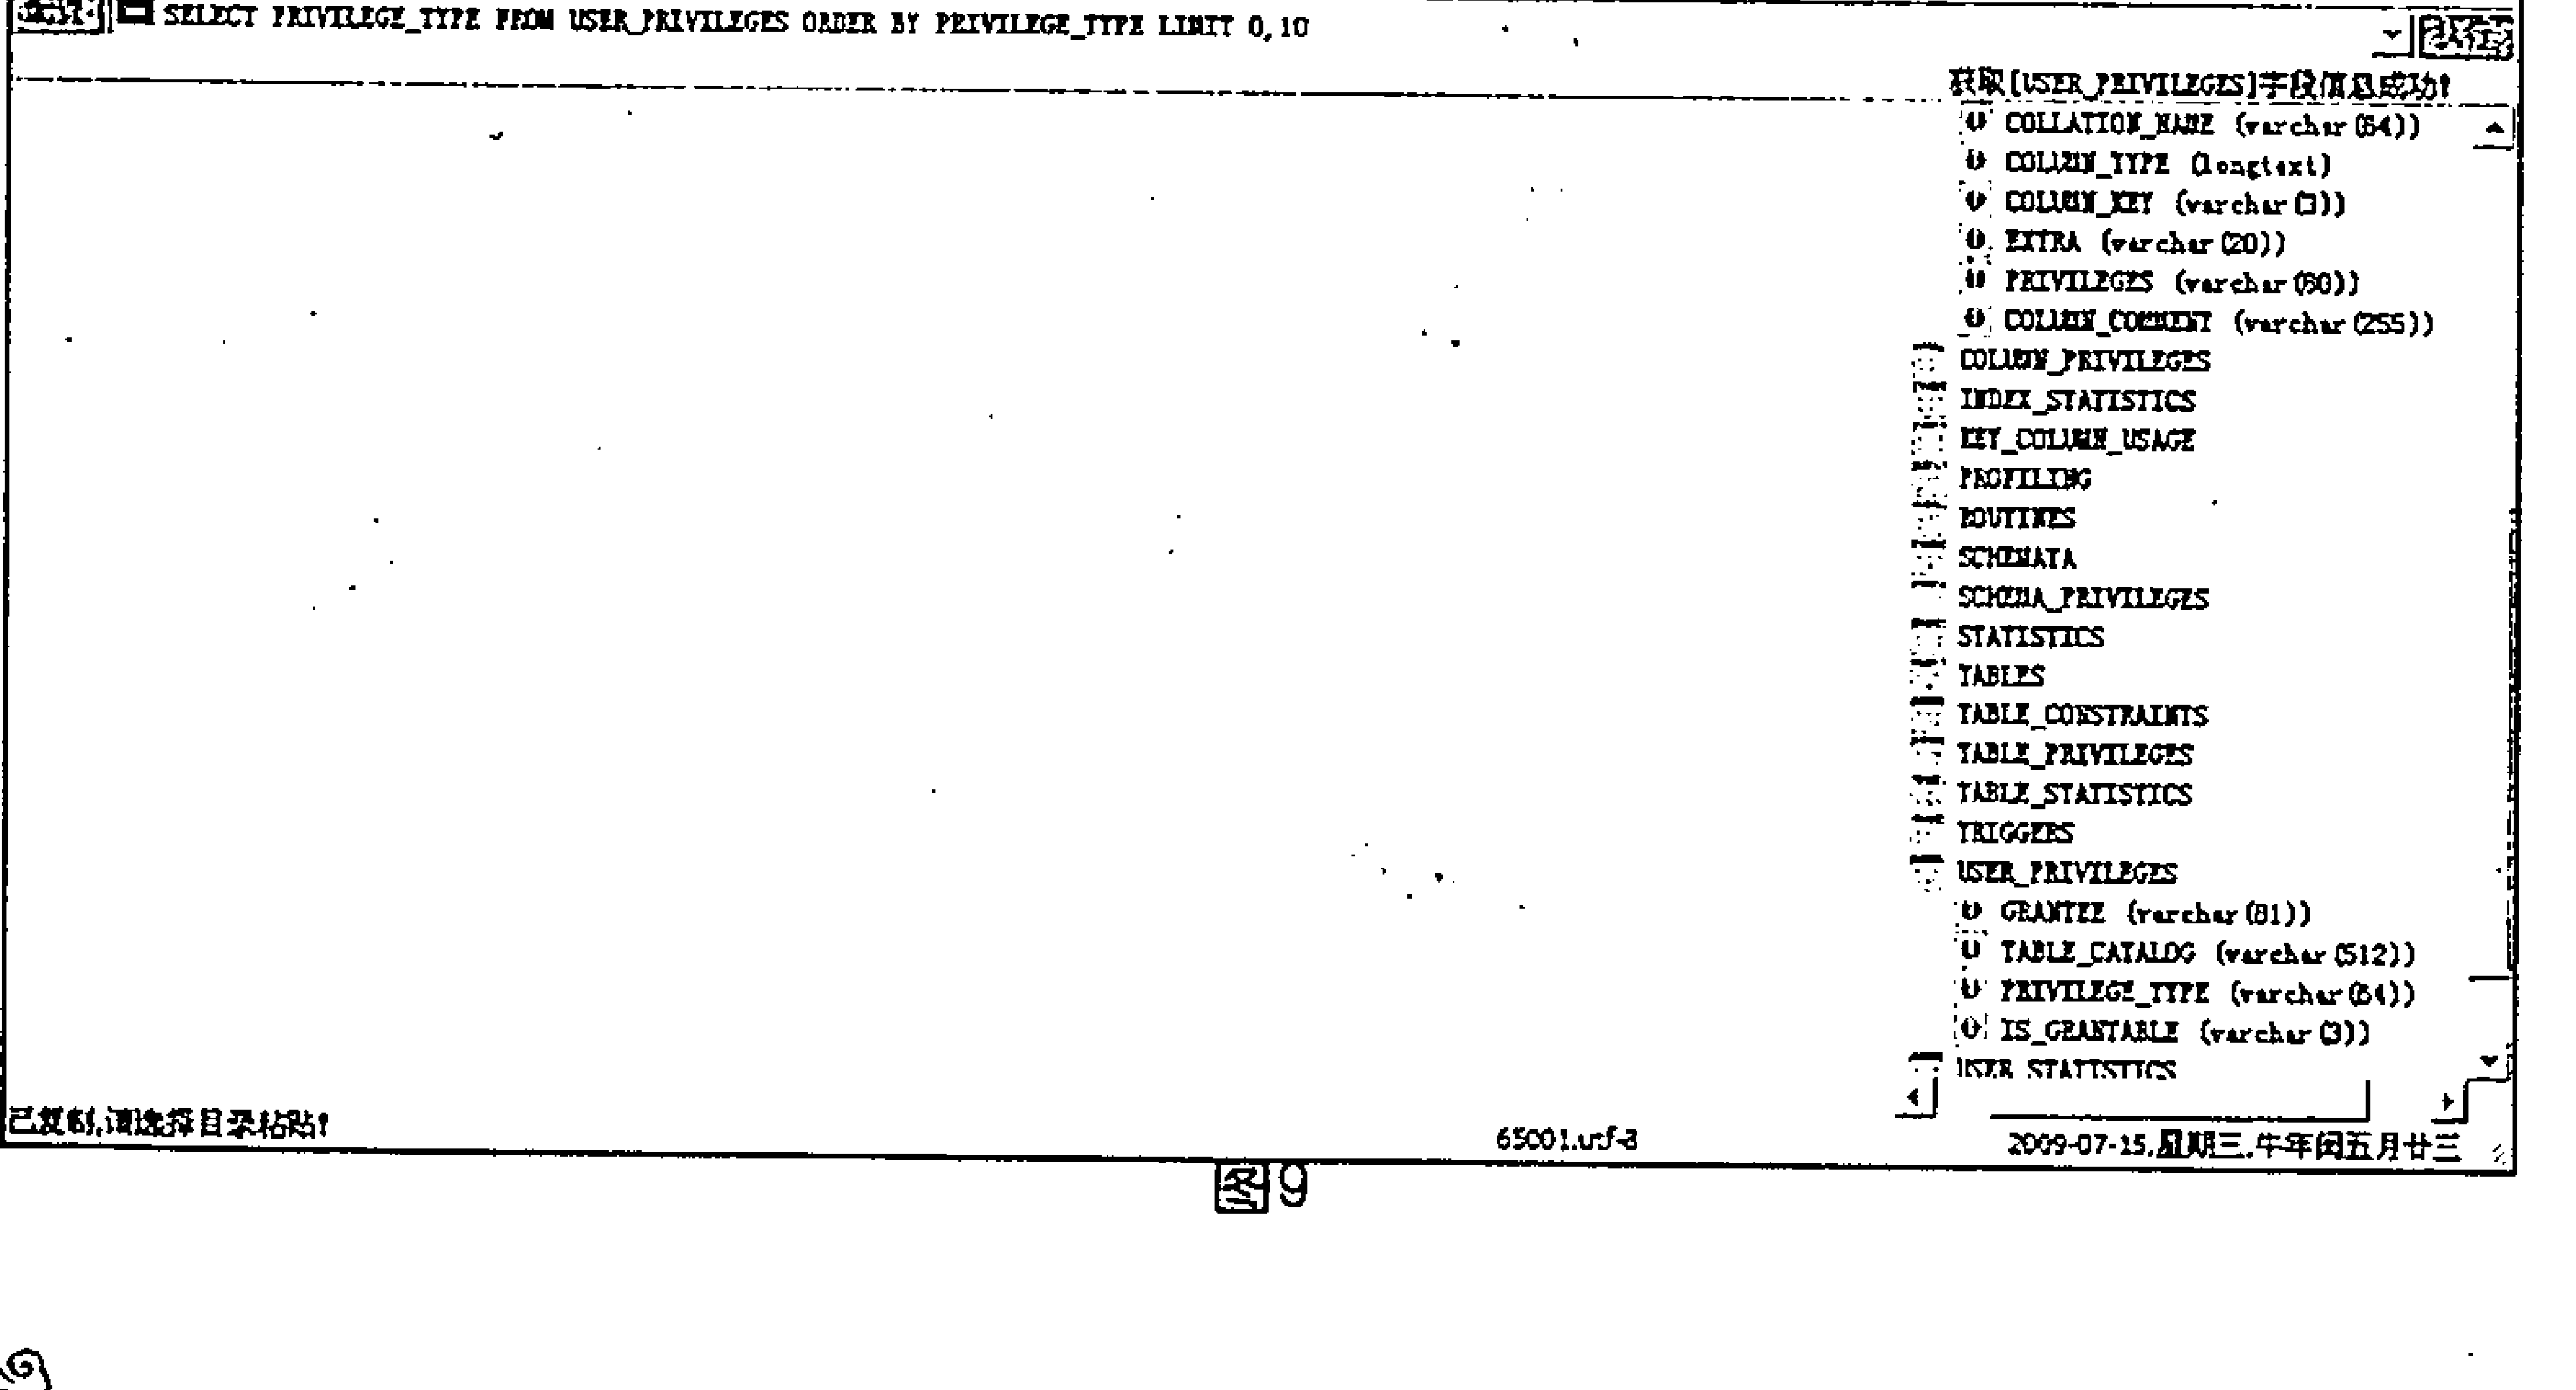 SELECT PRIVILEGE_TYPE FROM USER_PRIVILEGES ORDER BY PRIVILEGE_TYPE LIMIT 0,10
获取[USER_PRIVILEGES]字段信息成功!
COLLATION_NAME (varchar(64))
COLUMN_TYPE (longtext)
COLUMN_KEY (varchar(3))
EXTRA (varchar(20))
PRIVILEGES (varchar(80))
COLUMN_COMMENT (varchar(255))
COLUMN_PRIVILEGES
INDEX_STATISTICS
KEY_COLUMN_USAGE
PROFILING
ROUTINES
SCHEMATA
SCHEMA_PRIVILEGES
STATISTICS
TABLES
TABLE_CONSTRAINTS
TABLE_PRIVILEGES
TABLE_STATISTICS
TRIGGERS
USER_PRIVILEGES
GRANTEE (varchar(81))
TABLE_CATALOG (varchar(512))
PRIVILEGE_TYPE (varchar(64))
IS_GRANTABLE (varchar(3))
USER_STATISTICS
已复制,请选择目录粘贴!
65001.utf-8
2009-07-15,星期三,牛年闰五月廿三
图9